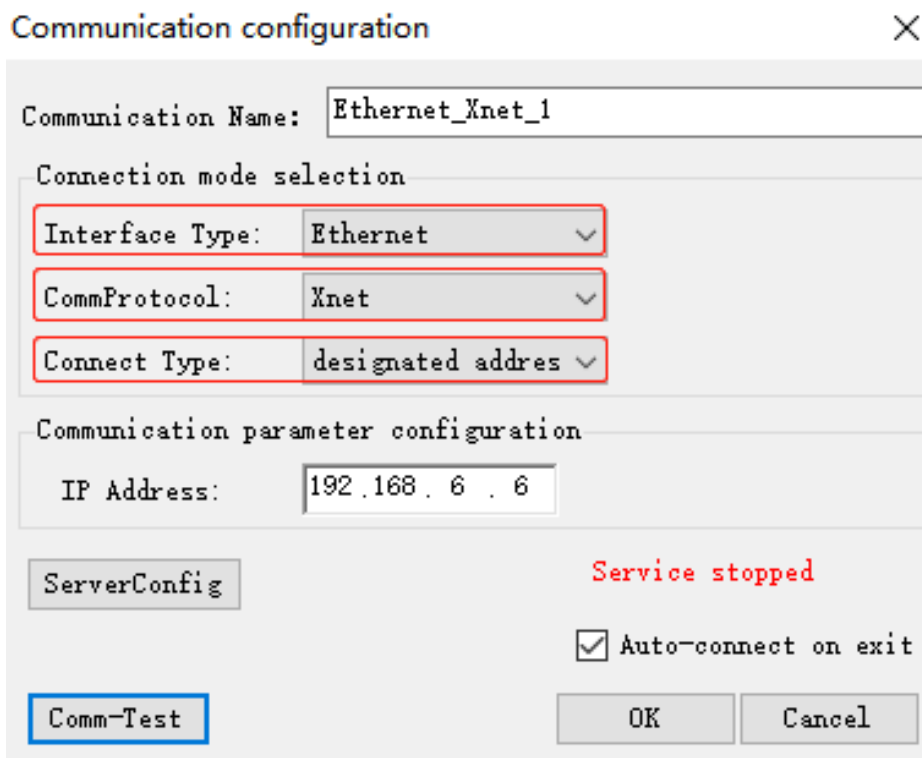 Communication configuration
Communication Name: Ethernet_Xnet_1
Connection mode selection
Interface Type: Ethernet
CommProtocol: Xnet
Connect Type: designated addres
Communication parameter configuration
IP Address: 192.168. 6 . 6
ServerConfig
Service stopped
Auto-connect on exit
Comm-Test
OK
Cancel